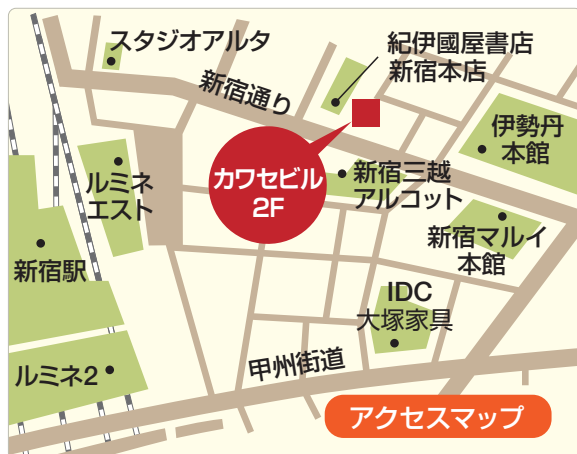 スタジオアルタ
紀伊國屋書店
新宿本店
新宿通り
伊勢丹
本館
ルミネ
エスト
カワセビル
2F
新宿三越
アルコット
新宿マルイ
本館
新宿駅
IDC
大塚家具
ルミネ2
甲州街道
アクセスマップ